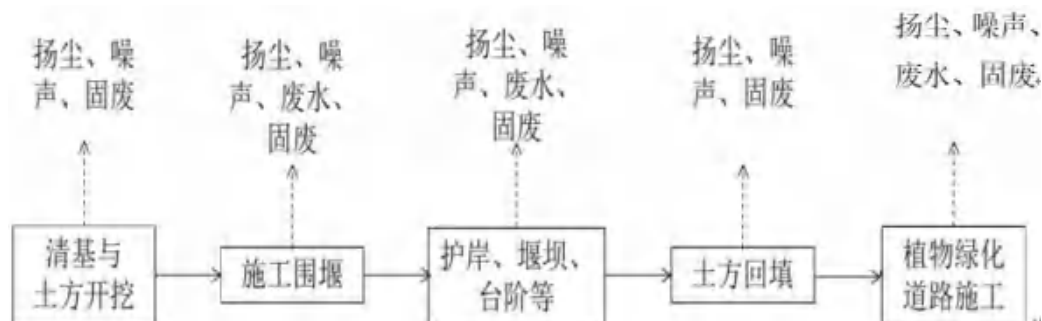 扬尘、噪
声、固废
扬尘、噪
声、废水、
固废
扬尘、噪
声、废水、
固废
扬尘、噪
声、固废
扬尘、噪声、
废水、固废
清基与
土方开挖
施工围堰
护岸、堰坝、
台阶等
土方回填
植物绿化
道路施工